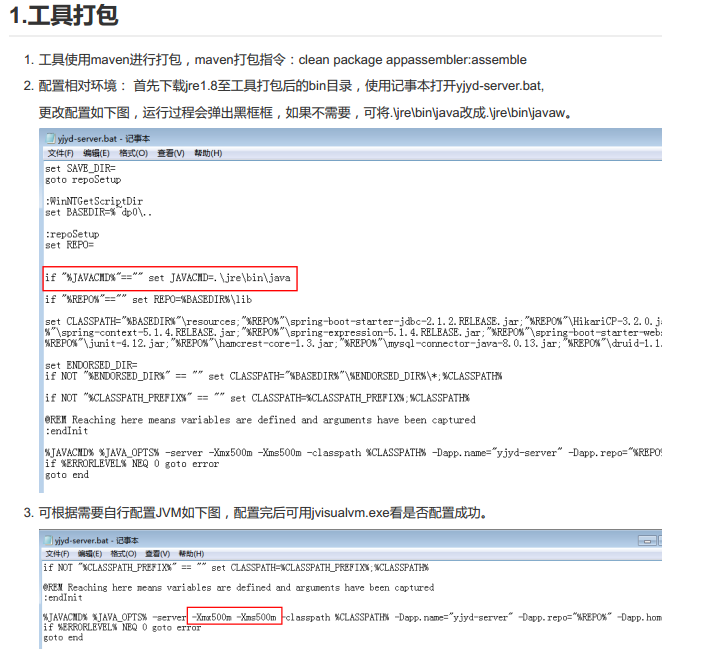 1.工具打包
1. 工具使用maven进行打包，maven打包指令：clean package appassembler:assemble
2. 配置相对环境： 首先下载jre1.8至工具打包后的bin目录，使用记事本打开yjyd-server.bat,
更改配置如下图，运行过程会弹出黑框框，如果不需要，可将.\jre\bin\java改成.\jre\bin\javaw。
yjyd-server.bat - 记事本
文件(F) 编辑(E) 格式(O) 查看(V) 帮助(H)
set SAVE_DIR=
goto repoSetup
:WinNTGetScriptDir
set BASEDIR=%~dp0\..
:repoSetup
set REPO=
if "%JAVACMD%"=="" set JAVACMD=.\jre\bin\java
if "%REPO%"=="" set REPO=%BASEDIR%\lib
set CLASSPATH="%BASEDIR%"\resources;"%REPO%"\spring-boot-starter-jdbc-2.1.2.RELEASE.jar;"%REPO%"\HikariCP-3.2.0.ja
%"\spring-context-5.1.4.RELEASE.jar;"%REPO%"\spring-expression-5.1.4.RELEASE.jar;"%REPO%"\spring-boot-starter-web
%REPO%"\junit-4.12.jar;"%REPO%"\hamcrest-core-1.3.jar;"%REPO%"\mysql-connector-java-8.0.13.jar;"%REPO%"\druid-1.1.
set ENDORSED_DIR=
if NOT "%ENDORSED_DIR%" == "" set CLASSPATH="%BASEDIR%"\%ENDORSED_DIR%\*;%CLASSPATH%
if NOT "%CLASSPATH_PREFIX%" == "" set CLASSPATH=%CLASSPATH_PREFIX%;%CLASSPATH%
@REM Reaching here means variables are defined and arguments have been captured
:endInit
%JAVACMD% %JAVA_OPTS% -server -Xmx500m -Xms500m -classpath %CLASSPATH% -Dapp.name="yjyd-server" -Dapp.repo="%REPO%
if %ERRORLEVEL% NEQ 0 goto error
goto end
3. 可根据需要自行配置JVM如下图，配置完后可用jvisualvm.exe看是否配置成功。
yjyd-server.bat - 记事本
文件(F) 编辑(E) 格式(O) 查看(V) 帮助(H)
if NOT "%CLASSPATH_PREFIX%" == "" set CLASSPATH=%CLASSPATH_PREFIX%;%CLASSPATH%
@REM Reaching here means variables are defined and arguments have been captured
:endInit
%JAVACMD% %JAVA_OPTS% -server -Xmx500m -Xms500m -classpath %CLASSPATH% -Dapp.name="yjyd-server" -Dapp.repo="%REPO%" -Dapp.hom
if %ERRORLEVEL% NEQ 0 goto error
goto end